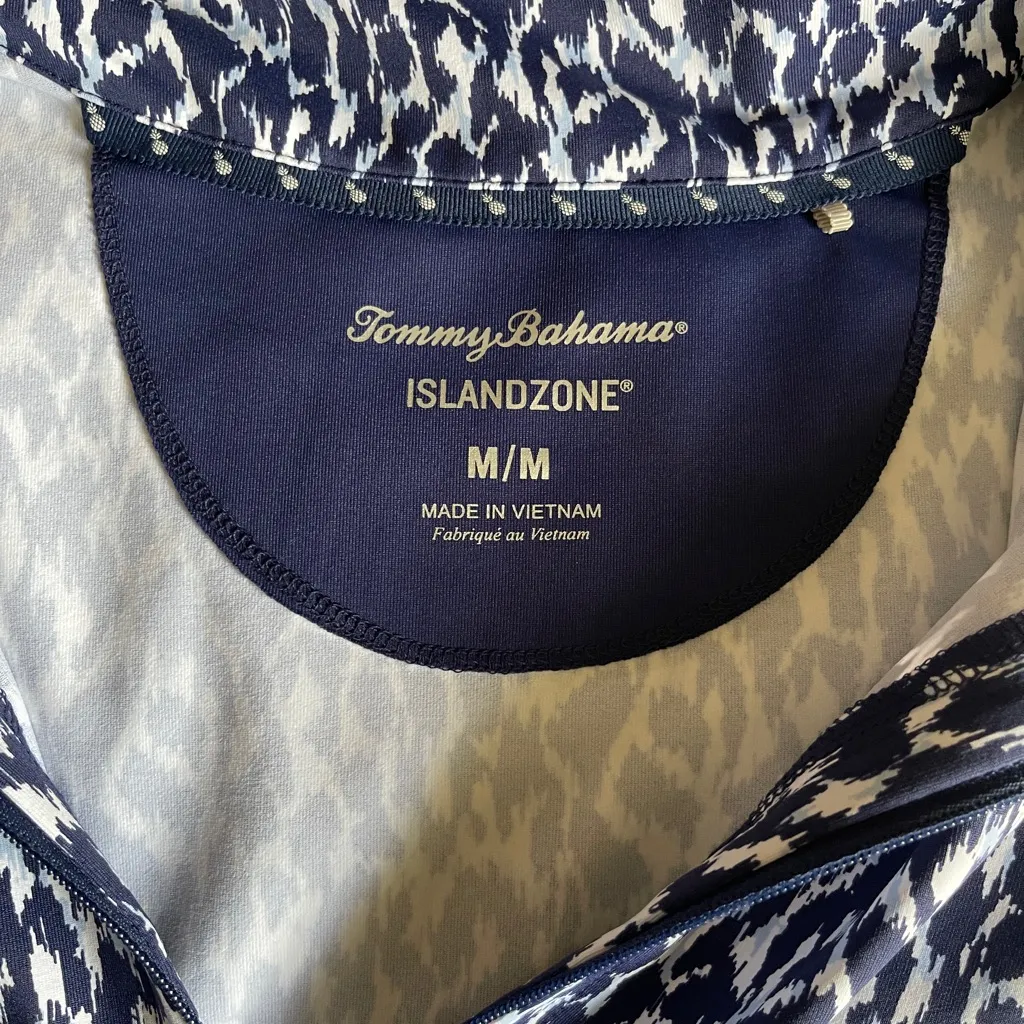 Tommy Bahama®
ISLANDZONE®
M/M
MADE IN VIETNAM
Fabriqué au Vietnam